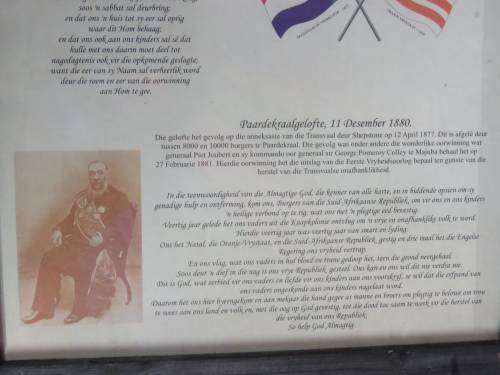 soos 'n sabbat sal deurbring;
en dat ons 'n huis tot sy eer sal oprig
waar dit Hom behaag;
en dat ons ook aan ons kinders sal sê dat
hulle met ons daarin moet deel tot
nagedagtenis ook vir die opkomende geslagte;
want die eer van sy Naam sal verheerlik word
deur die roem en eer van die oorwinning
aan Hom te gee.
Paardekraalgelofte, 11 Desember 1880.
Die gelofte het gevolg op die anneksasie van die Transvaal deur Shepstone op 12 April 1877. Dit is afgelê deur
tussen 8000 en 10000 burgers te Paardekraal. Die gevolg was onder andere die wonderlike oorwinning wat
generaal Piet Joubert en sy kommando oor generaal sir George Pomeroy Colley te Majuba behaal het op
27 Februarie 1881. Hierdie oorwinning het die uitslag van die Eerste Vryheidsoorlog bepaal ten gunste van die
herstel van die Transvaalse onafhanklikheid.
In die teenwoordigheid van die Almagtige God, die kenner van alle harte, en in biddende opsien om sy
genadige hulp en ontferming, kom ons, Burgers van die Suid-Afrikaanse Republiek, om vir ons en ons kinders
'n heilige verbond op te rig, wat ons met 'n plegtige eed bevestig.
Veertig jaar gelede het ons vaders uit die Kaapkolonie ontvlug om 'n vrye en onafhanklike volk te word.
Hierdie veertig jaar was veertig jaar van smart en lyding.
Ons het Natal, die Oranje-Vrystaat, en die Suid-Afrikaanse Republiek gestig en drie maal het die Engelse
Regering ons vryheid vertrap.
En ons vlag, wat ons vaders in hul bloed en trane gedoop het, teen die grond neergehaal.
Soos deur 'n dief in die nag is ons vrye Republiek gesteel. Ons kan en ons wil dit nie verdra nie.
Dit is God, wat eerbied vir ons vaders en liefde vir ons kinders aan ons voorskryf, se wil dat die erfpand van
ons vaders ongeskonde aan ons kinders nagelaat word.
Daarom het ons hier byeengekom en aan mekaar die hand gegee as manne en broers om plegtig te belowe om trou
te wees aan ons land en volk en, met die oog op God gevestig, tot die dood toe saam te werk vir die herstel van
die vryheid van ons Republiek.
So help God Almagtig.